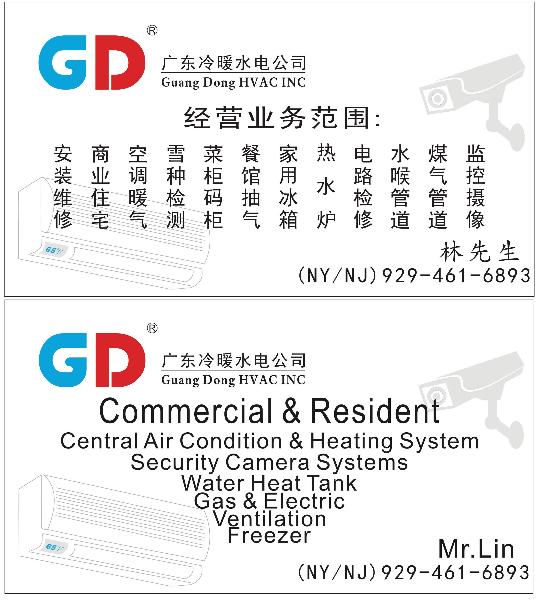 GD®
广东冷暖水电公司
Guang Dong HVAC INC
经营业务范围:
安装维修
商业住宅
空调暖气
雪种检测
菜柜码柜
餐馆抽气
家用冰箱
热水炉
电路检修
水喉管道
煤气管道
监控摄像
林先生
(NY/NJ)929-461-6893
GD®
广东冷暖水电公司
Guang Dong HVAC INC
Commercial & Resident
Central Air Condition & Heating System
Security Camera Systems
Water Heat Tank
Gas & Electric
Ventilation
Freezer
Mr.Lin
(NY/NJ)929-461-6893